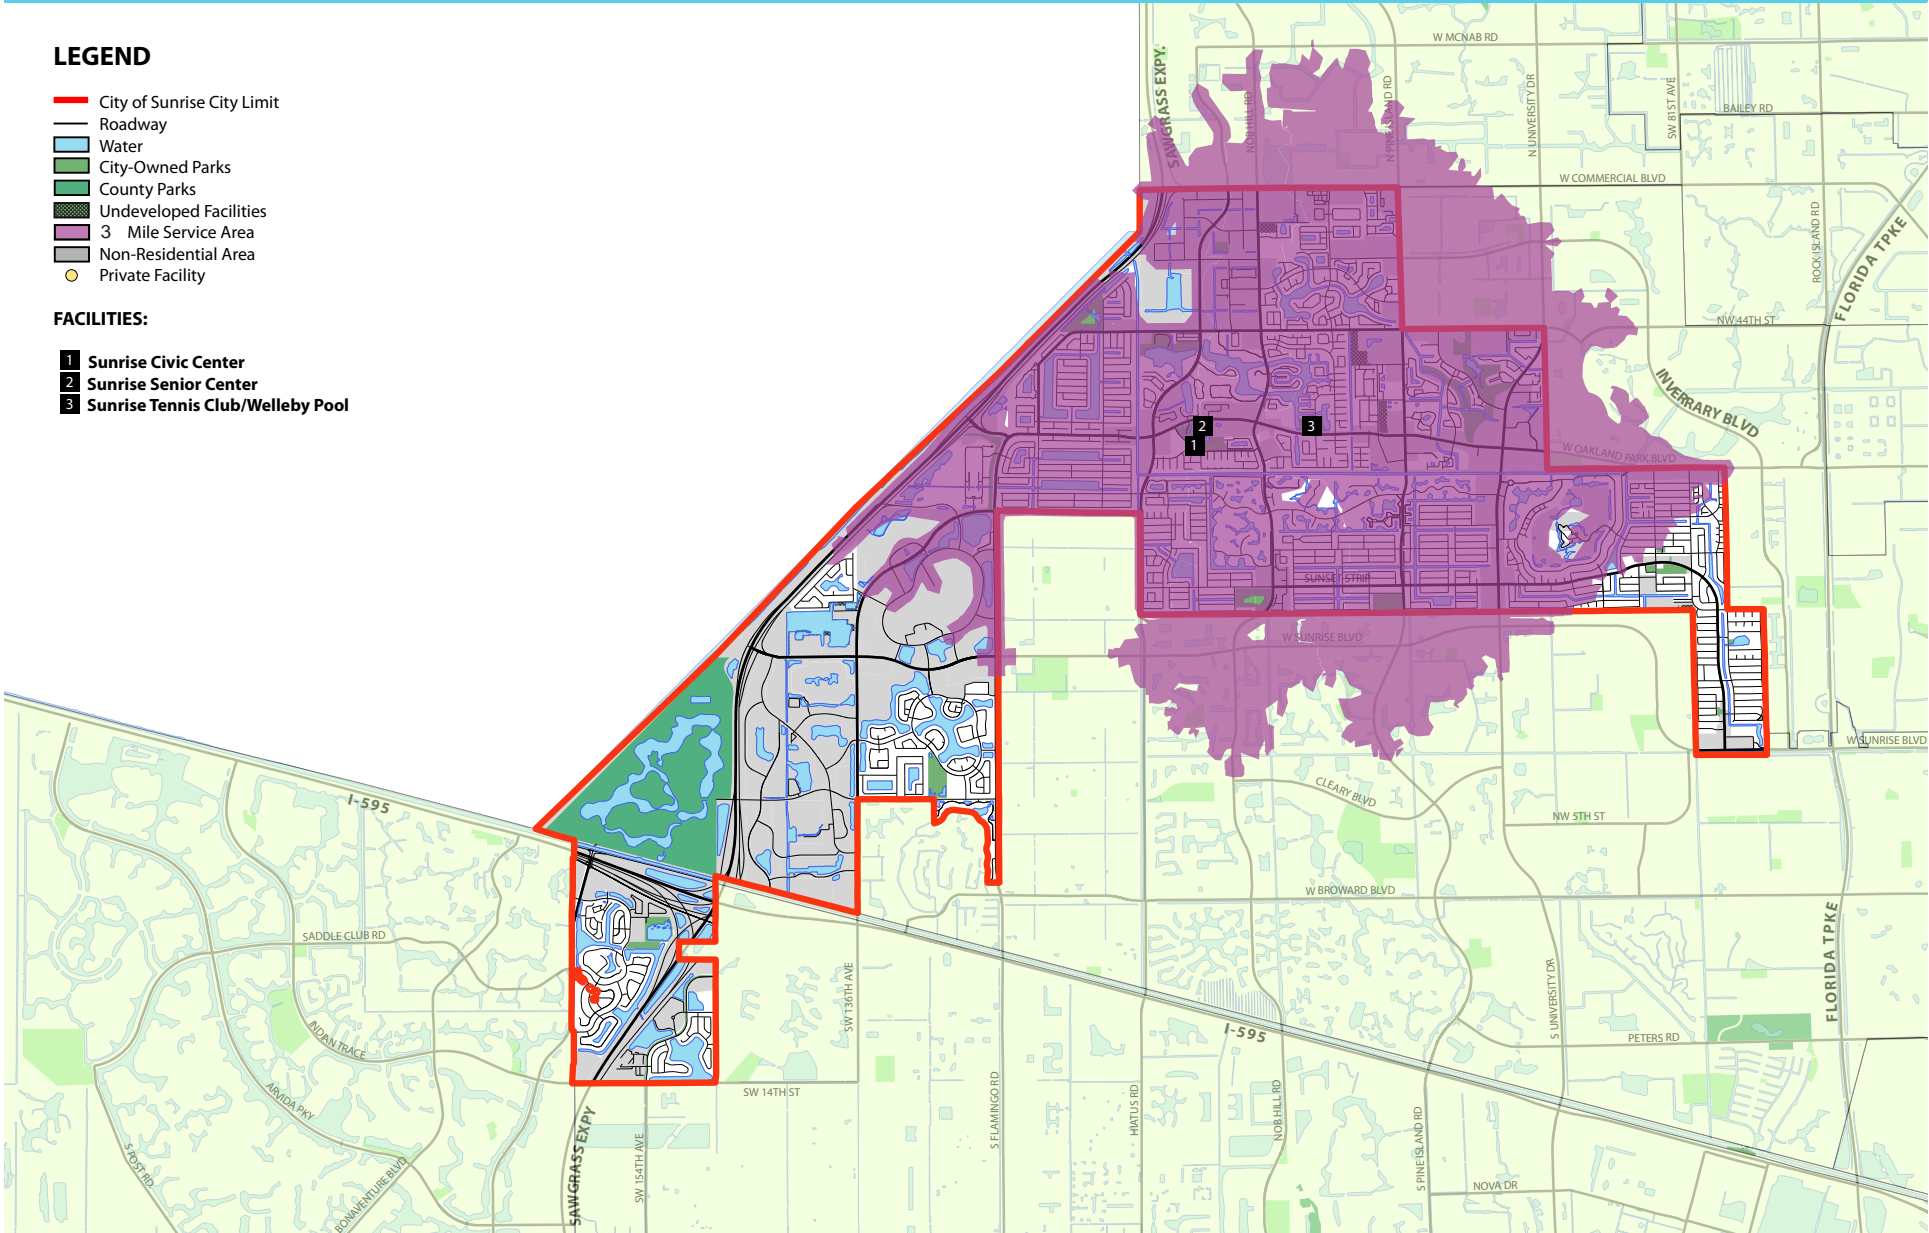 LEGEND
City of Sunrise City Limit
Roadway
Water
City-Owned Parks
County Parks
Undeveloped Facilities
3 Mile Service Area
Non-Residential Area
Private Facility
FACILITIES:
1 Sunrise Civic Center
2 Sunrise Senior Center
3 Sunrise Tennis Club/Welleby Pool
W MCNAB RD
SAWGRASS EXPY.
NOB HILL RD
N PINE ISLAND RD
N UNIVERSITY DR
SW 81ST AVE
BAILEY RD
W COMMERCIAL BLVD
ROCK ISLAND RD
FLORIDA TPKE
NW 44TH ST
INVERRARY BLVD
W OAKLAND PARK BLVD
2
1
3
SUNSET STRIP
W SUNRISE BLVD
W SUNRISE BLVD
CLEARY BLVD
NW 5TH ST
I-595
W BROWARD BLVD
SADDLE CLUB RD
FLORIDA TPKE
SW 136TH AVE
S UNIVERSITY DR
INDIAN TRACE
I-595
PETERS RD
ARVIDA PKY
SW 14TH ST
S FLAMINGO RD
HIATUS RD
NOB HILL RD
S PINE ISLAND RD
S POST RD
BONAVENTURE BLVD
SAWGRASS EXPY
SW 154TH AVE
NOVA DR